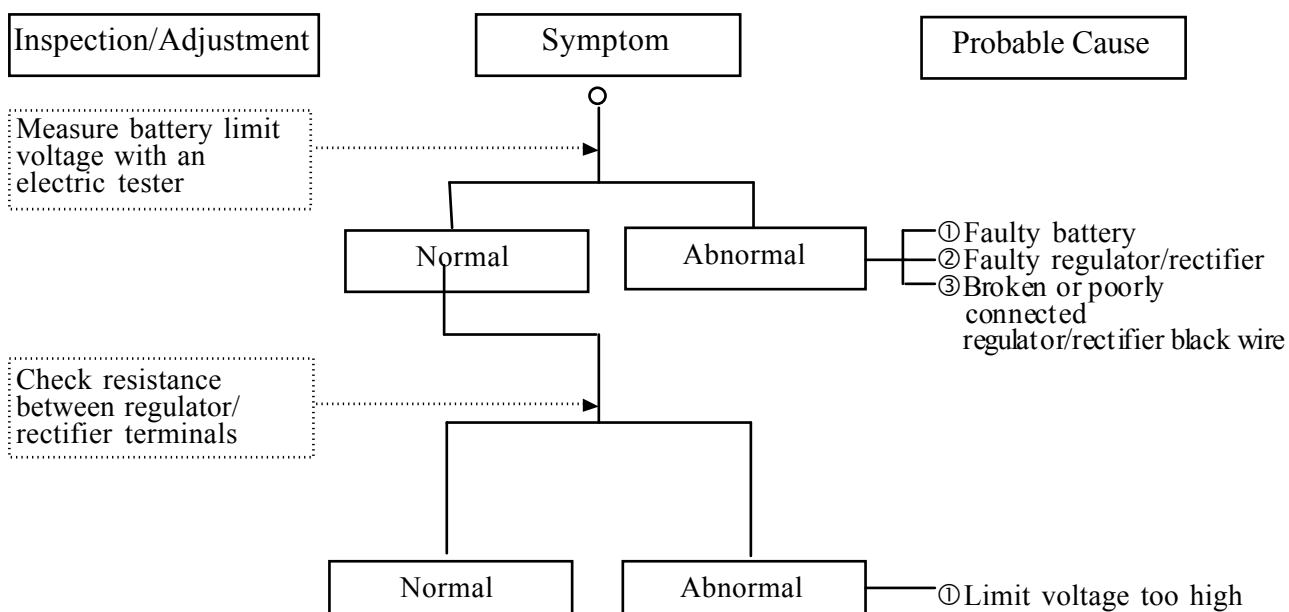 Inspection/Adjustment
Symptom
Probable Cause
Measure battery limit
voltage with an
electric tester
Normal
Abnormal
①Faulty battery
②Faulty regulator/rectifier
③Broken or poorly
connected
regulator/rectifier black wire
Check resistance
between regulator/
rectifier terminals
Normal
Abnormal
①Limit voltage too high